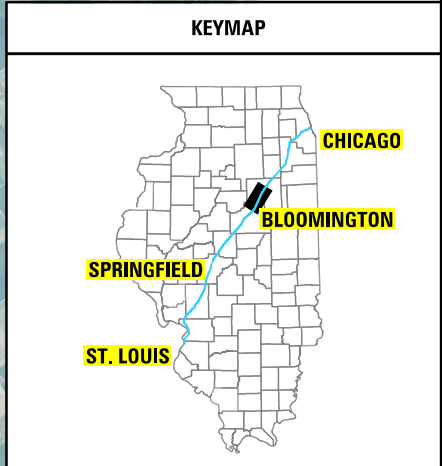 KEYMAP
CHICAGO
BLOOMINGTON
SPRINGFIELD
ST. LOUIS